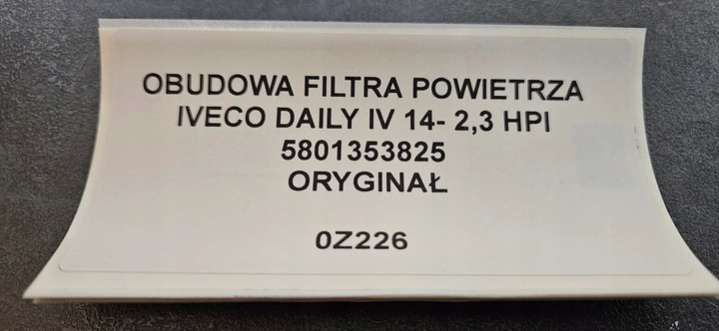 OBUDOWA FILTRA POWIETRZA
IVECO DAILY IV 14- 2,3 HPI
5801353825
ORYGINAŁ
0Z226